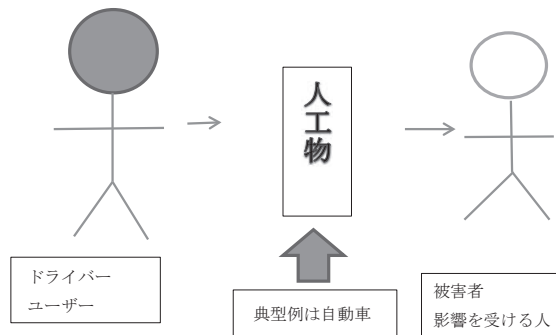 人工物
ドライバー
ユーザー
典型例は自動車
被害者
影響を受ける人